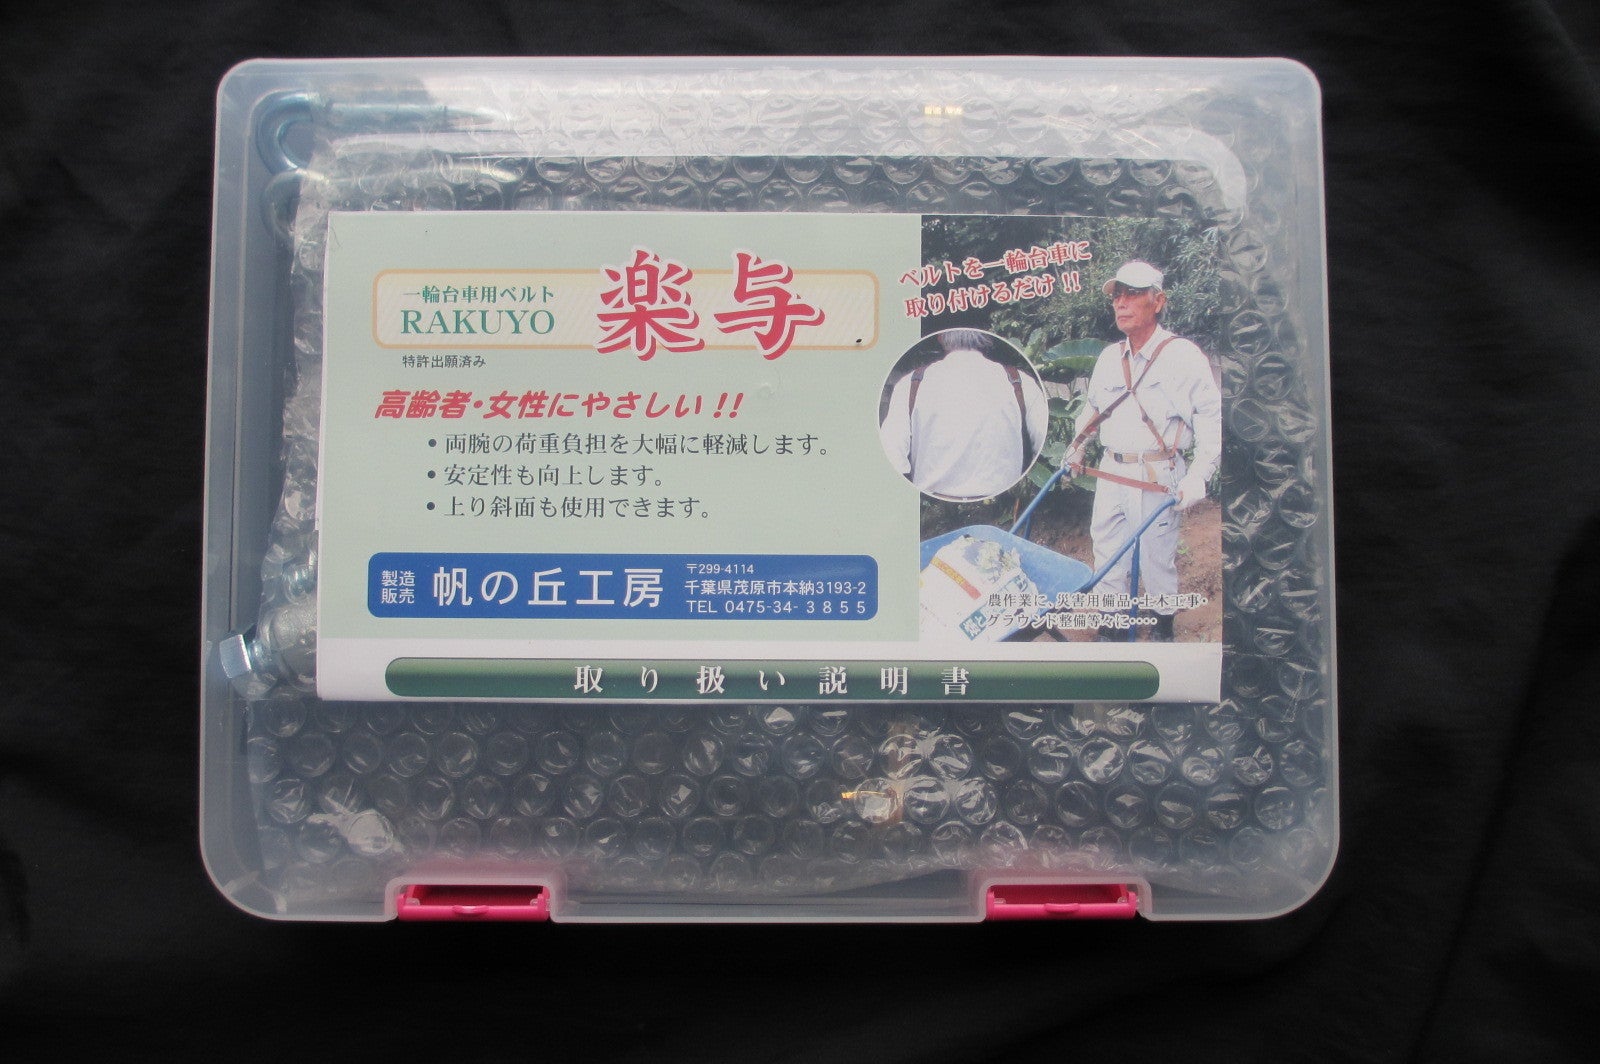 一輪台車用ベルト
RAKUYO
楽与
特許出願済み
高齢者・女性にやさしい!!
・両腕の荷重負担を大幅に軽減します。
・安定性も向上します。
・上り斜面も使用できます。
製造
販売
帆の丘工房
〒299-4114
千葉県茂原市本納3193-2
TEL 0475-34-3855
ベルトを一輪台車に
取り付けるだけ!!
農作業に、災害用備品・土木工事・
グラウンド整備等々に‥‥
取り扱い説明書